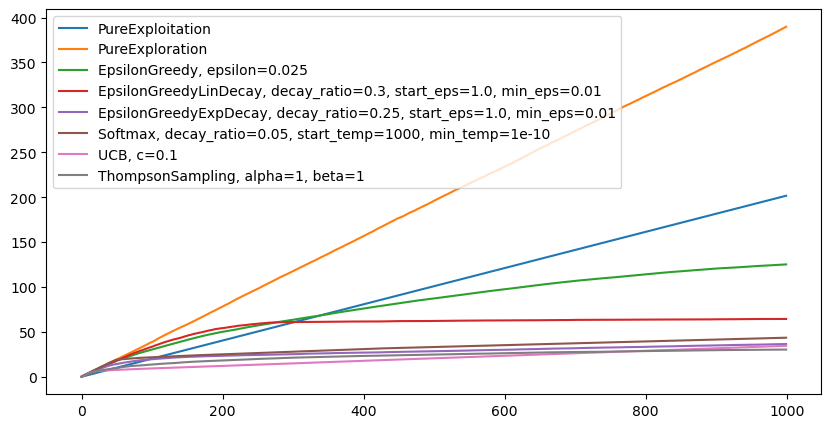 400
350
300
250
200
150
100
50
0
PureExploitation
PureExploration
EpsilonGreedy, epsilon=0.025
EpsilonGreedyLinDecay, decay_ratio=0.3, start_eps=1.0, min_eps=0.01
EpsilonGreedyExpDecay, decay_ratio=0.25, start_eps=1.0, min_eps=0.01
Softmax, decay_ratio=0.05, start_temp=1000, min_temp=1e-10
UCB, c=0.1
ThompsonSampling, alpha=1, beta=1
0 200 400 600 800 1000